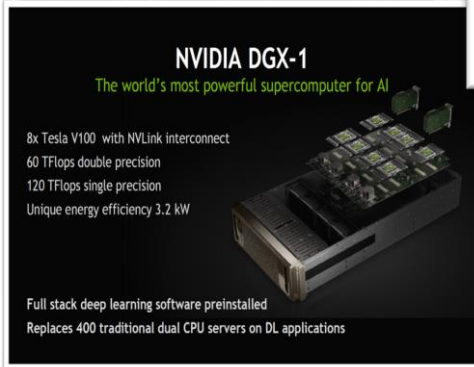 NVIDIA DGX-1
The world's most powerful supercomputer for AI
8x Tesla V100 with NVLink interconnect
60 TFlops double precision
120 TFlops single precision
Unique energy efficiency 3.2 kW
Full stack deep learning software preinstalled
Replaces 400 traditional dual CPU servers on DL applications